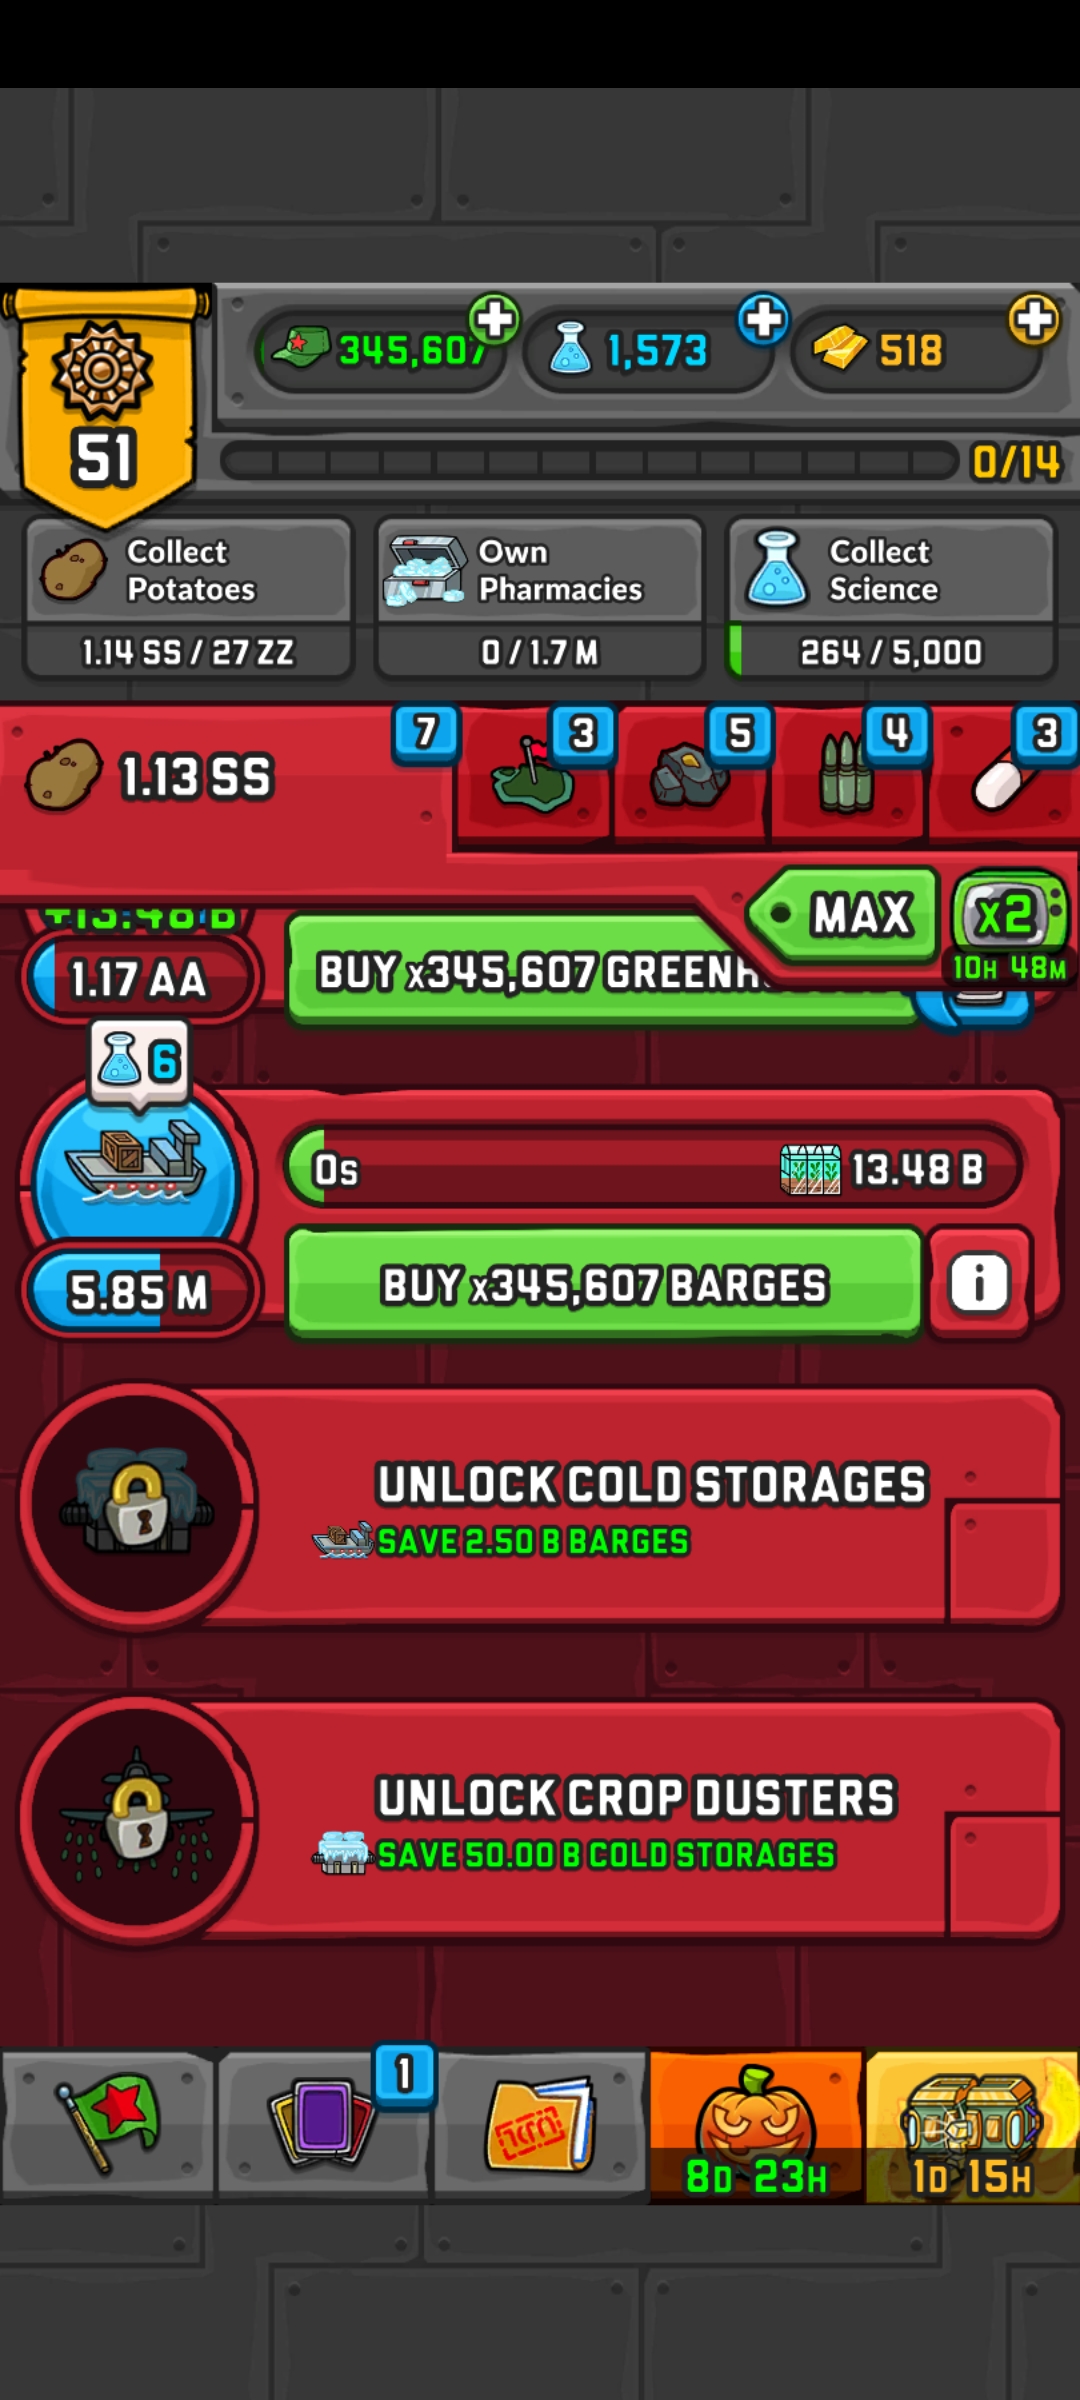 345,607
1,573
518
51
0/14
Collect
Potatoes
1.14 SS / 27 ZZ
Own
Pharmacies
0 / 1.7 M
Collect
Science
264 / 5,000
1.13 SS
7
3
5
4
3
MAX
x2
10H 48M
+13.48 B
1.17 AA
BUY x345,607
6
0s
13.48 B
5.85 M
BUY x345,607 BARGES
i
UNLOCK COLD STORAGES
SAVE 2.50 B BARGES
UNLOCK CROP DUSTERS
SAVE 50.00 B COLD STORAGES
1
8D 23H
1D 15H